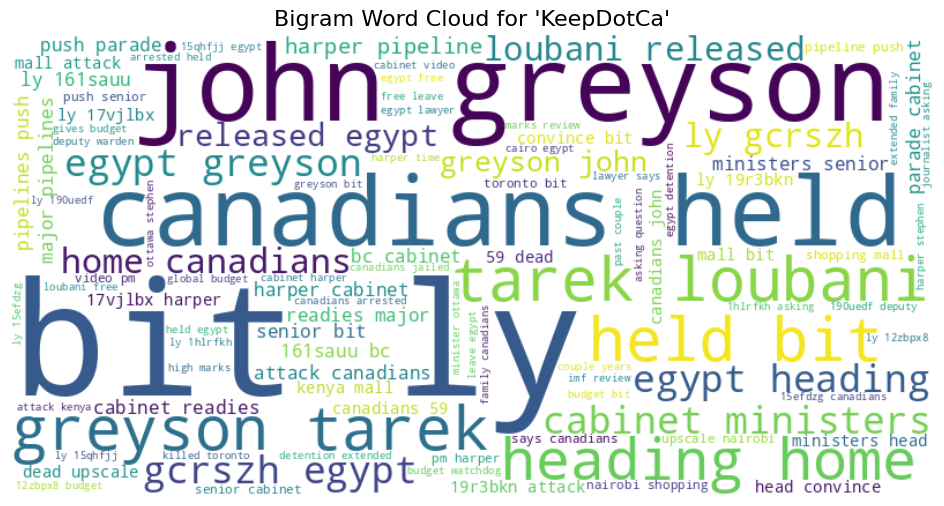 Bigram Word Cloud for 'KeepDotCa'
push parade
15qhfjj egypt
arrested held
harper pipeline
loubani released
pipeline push
mall attack
cabinet video
egypt free
ly 161sauu
john greyson
push senior
free leave
egypt lawyer
ly 17vjlbx
gives budget
deputy warden
released egypt
marks review
convince bit
ly gcrszh
cairo egypt
parade cabinet
journalist asking
extended family
pipelines push
major pipelines
egypt greyson
harper time
greyson john
ministers senior
lawyer says
ly 19r3bkn
greyson bit
toronto bit
ly 190uedf
ottawa stephen
canadians held
past couple
asking question
egypt detention
canadians john
harper stephen
home canadians
bc cabinet
canadians jailed
59 dead
mall bit
shopping mall
video pm
global budget
cabinet harper
tarek loubani
loubani free
harper cabinet
17vjlbx harper
canadians arrested
1hlrfkh asking
190uedf deputy
ly 15efdzg
readies major
bit ly
held egypt
senior bit
held bit
ly 12zbpx8
ly 1hlrfkh
161sauu bc
minister ottawa
leave egypt
family canadians
high marks
attack canadians
couple years
imf review
egypt heading
kenya mall
budget bit
15efdzg canadians
attack kenya
cabinet readies
canadians 59
cabinet ministers
greyson tarek
says canadians
upscale nairobi
ministers head
ly 15qhfjj
killed toronto
detention extended
pm harper
heading home
dead upscale
gcrszh egypt
budget watchdog
12zbpx8 budget
senior cabinet
19r3bkn attack
nairobi shopping
head convince